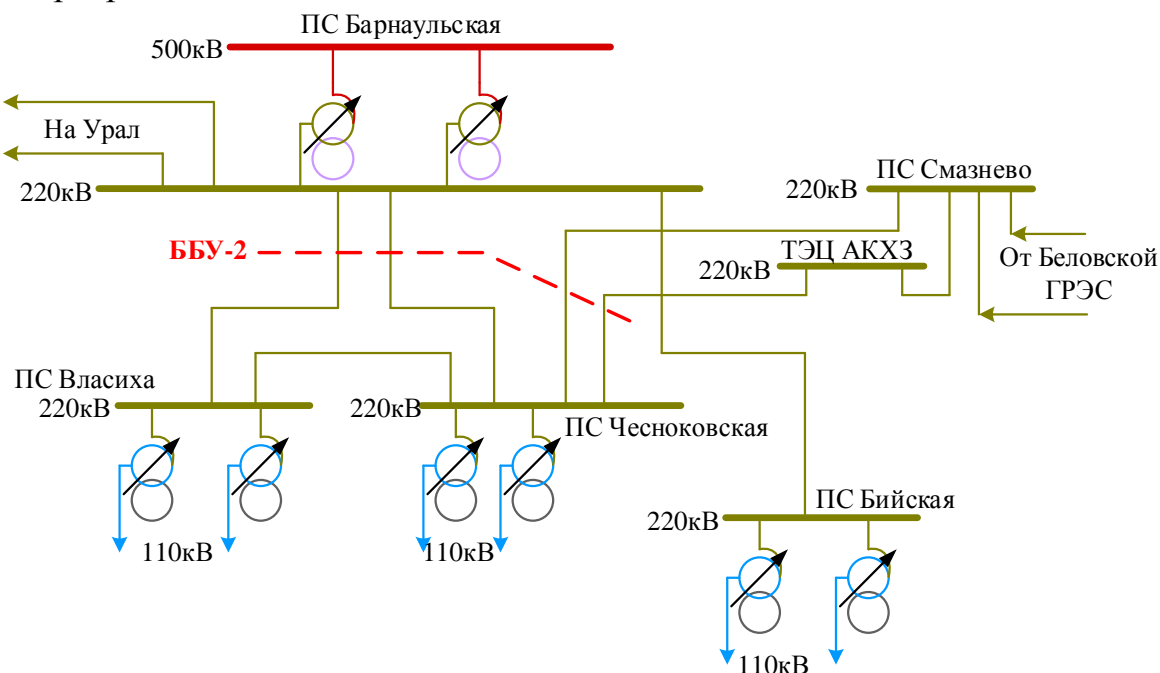 ПС Барнаульская
500кВ
На Урал
ПС Смазнево
220кВ
220кВ
ББУ-2
ТЭЦ АКХЗ
От Беловской
ГРЭС
220кВ
ПС Власиха
220кВ
220кВ
ПС Чесноковская
ПС Бийская
220кВ
110кВ
110кВ
110кВ